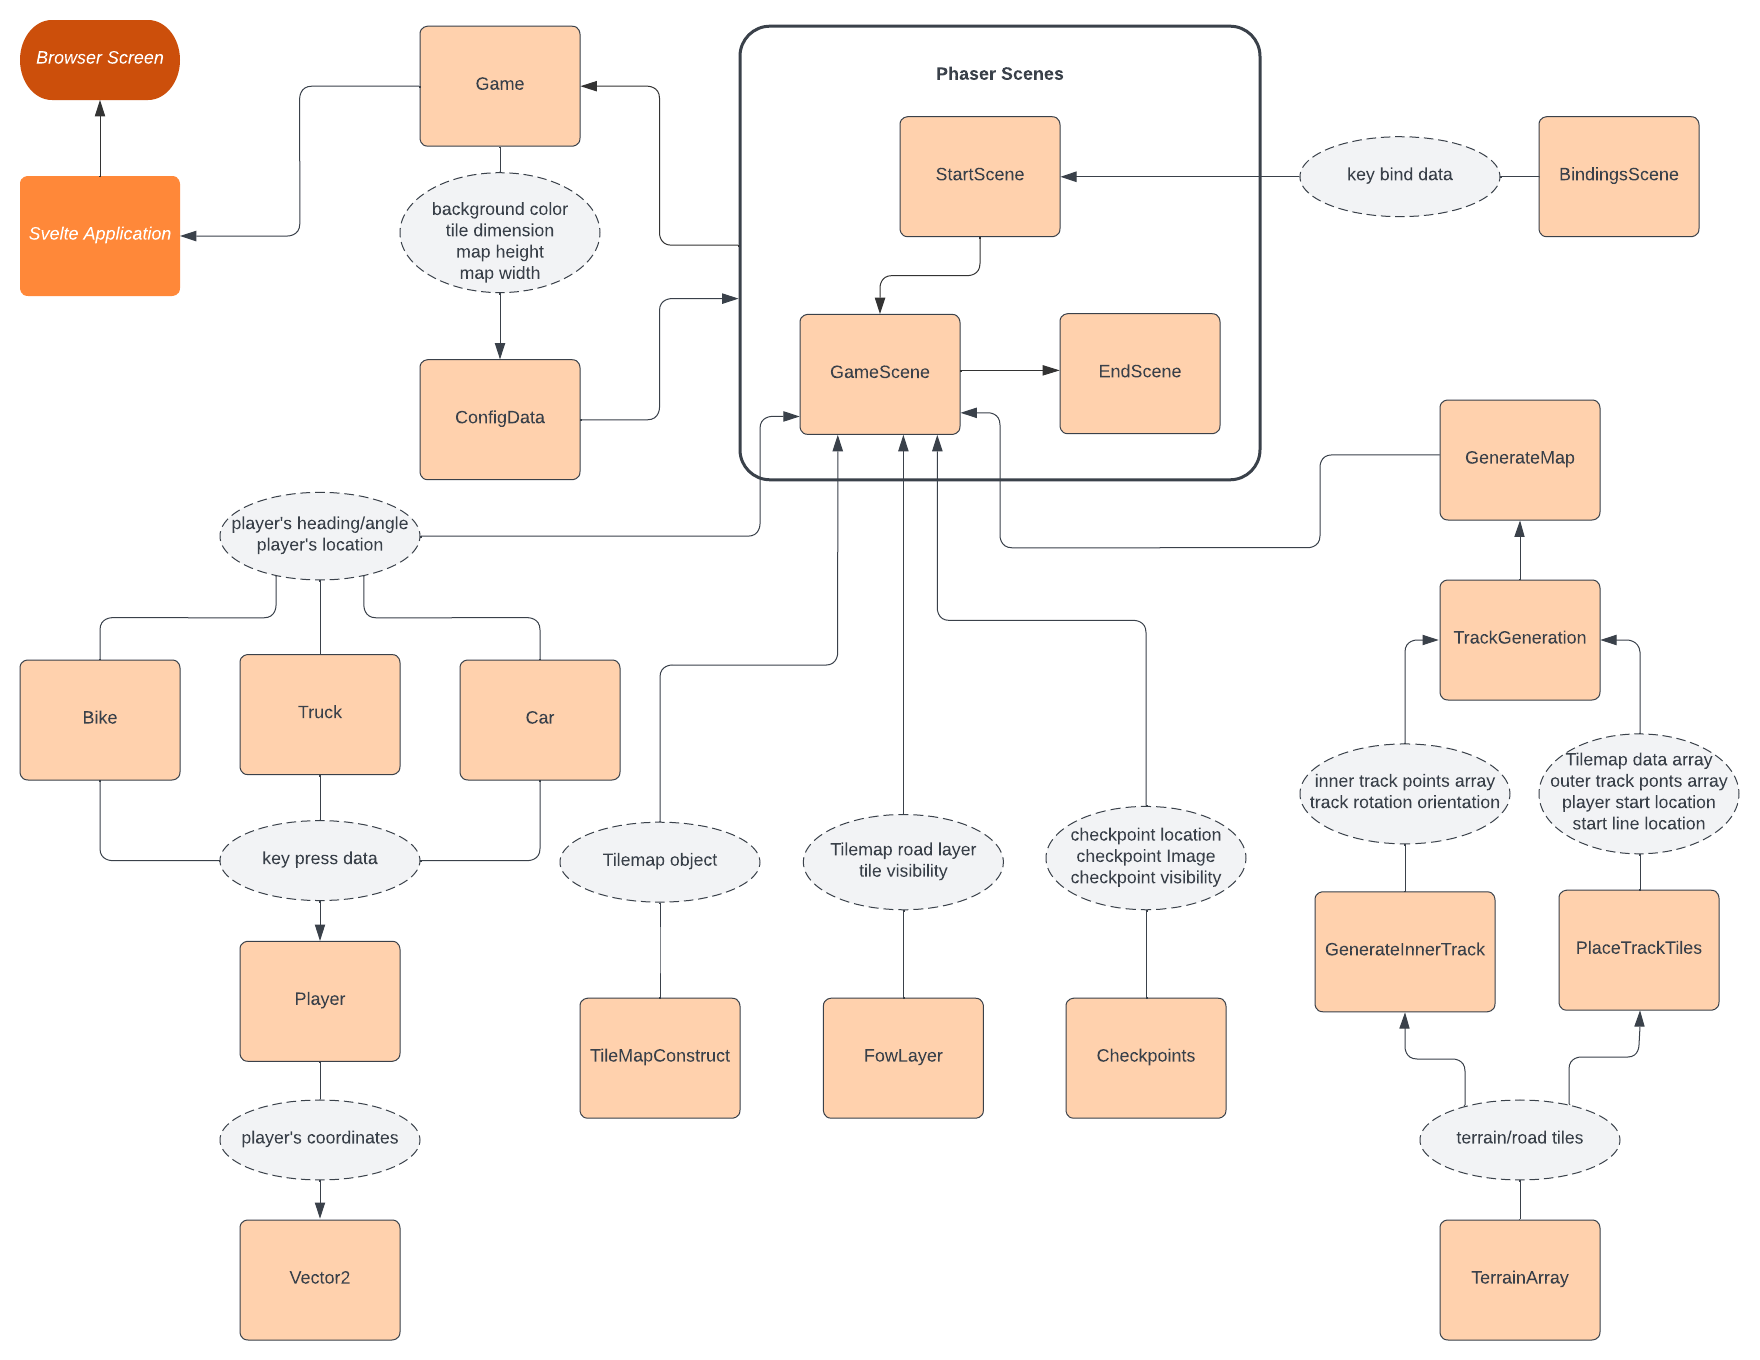 Browser Screen
Game
Phaser Scenes
StartScene
key bind data
BindingsScene
Svelte Application
background color
tile dimension
map height
map width
GameScene
EndScene
ConfigData
GenerateMap
player's heading/angle
player's location
TrackGeneration
Bike
Truck
Car
inner track points array
track rotation orientation
Tilemap data array
outer track ponts array
player start location
start line location
key press data
Tilemap object
Tilemap road layer
tile visibility
checkpoint location
checkpoint Image
checkpoint visibility
GenerateInnerTrack
PlaceTrackTiles
Player
TileMapConstruct
FowLayer
Checkpoints
player's coordinates
terrain/road tiles
Vector2
TerrainArray